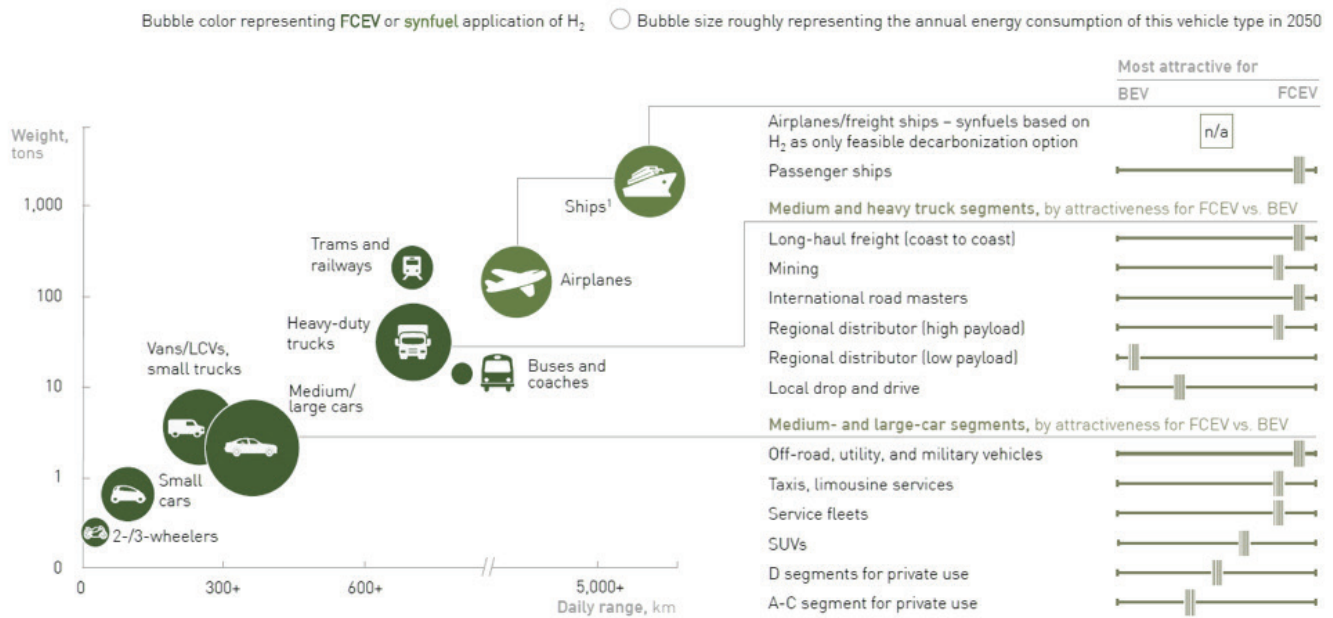 Bubble color representing FCEV or synfuel application of H₂
Bubble size roughly representing the annual energy consumption of this vehicle type in 2050
Most attractive for
BEV FCEV
Weight,
tons
1,000
100
10
1
0
0 300+ 600+ 5,000+
Daily range, km
Ships¹
Airplanes
Trams and
railways
Heavy-duty
trucks
Buses and
coaches
Vans/LCVs,
small trucks
Medium/
large cars
Small
cars
2-/3-wheelers
Airplanes/freight ships – synfuels based on
H₂ as only feasible decarbonization option
n/a
Passenger ships
Medium and heavy truck segments, by attractiveness for FCEV vs. BEV
Long-haul freight (coast to coast)
Mining
International road masters
Regional distributor (high payload)
Regional distributor (low payload)
Local drop and drive
Medium- and large-car segments, by attractiveness for FCEV vs. BEV
Off-road, utility, and military vehicles
Taxis, limousine services
Service fleets
SUVs
D segments for private use
A-C segment for private use